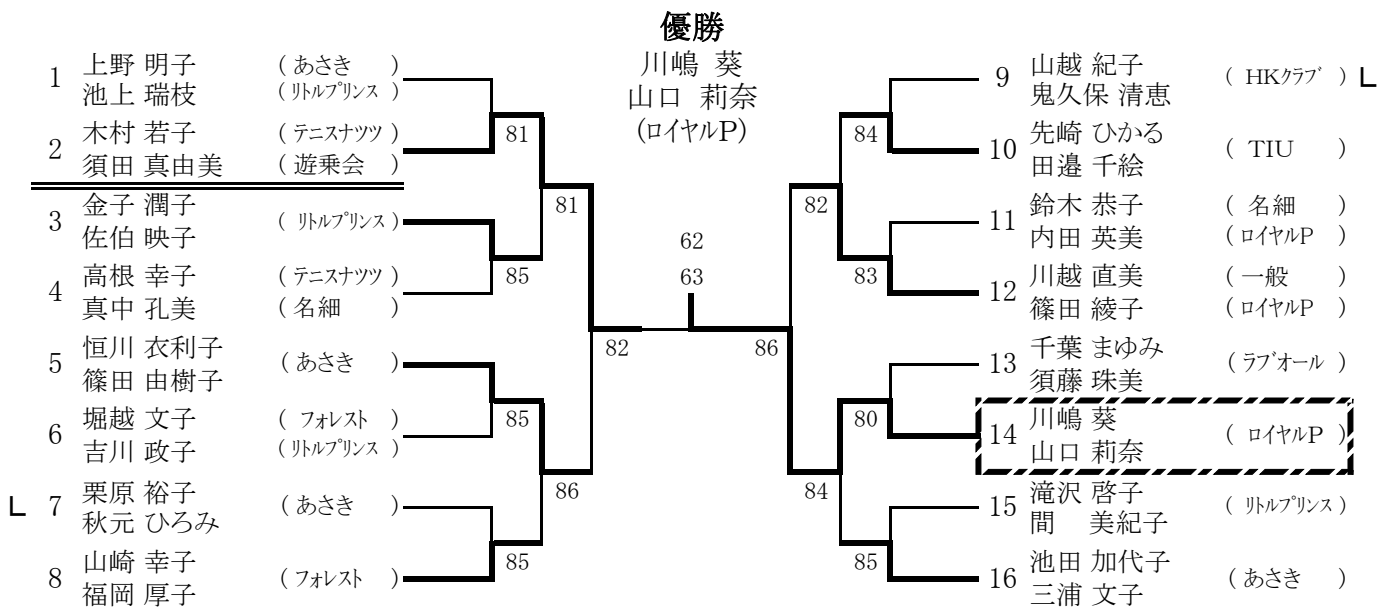 優勝
川嶋 葵
山口 莉奈
(ロイヤルP)
1 上野 明子 (あさき)
池上 瑞枝 (リトルプリンス)
2 木村 若子 (テニスナッツ)
須田 真由美 (遊乗会)
3 金子 潤子 (リトルプリンス)
佐伯 映子
4 高根 幸子 (テニスナッツ)
真中 孔美 (名細)
5 恒川 衣利子 (あさき)
篠田 由樹子
6 堀越 文子 (フォレスト)
吉川 政子 (リトルプリンス)
L 7 栗原 裕子 (あさき)
秋元 ひろみ
8 山崎 幸子 (フォレスト)
福岡 厚子
81
85
85
85
81
86
82
62
63
86
82
84
84
83
80
85
9 山越 紀子 (HKクラブ) L
鬼久保 清恵
10 先崎 ひかる (TIU)
田邉 千絵
11 鈴木 恭子 (名細)
内田 英美 (ロイヤルP)
12 川越 直美 (一般)
篠田 綾子 (ロイヤルP)
13 千葉 まゆみ (ラブオール)
須藤 珠美
14 川嶋 葵 (ロイヤルP)
山口 莉奈
15 滝沢 啓子 (リトルプリンス)
間 美紀子
16 池田 加代子 (あさき)
三浦 文子